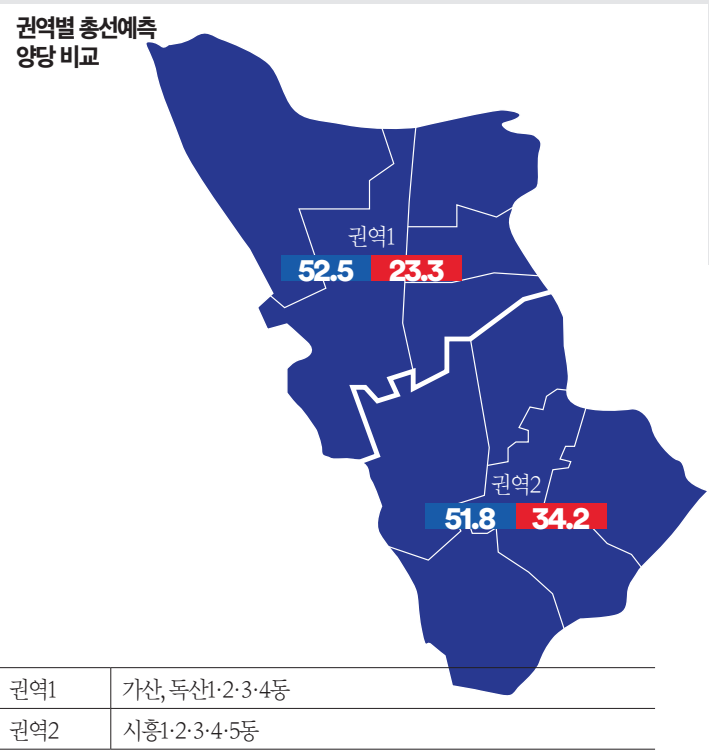 권역별 총선예측
양당 비교
권역1
52.5 23.3
권역2
51.8 34.2
권역1 가산, 독산1·2·3·4동
권역2 시흥1·2·3·4·5동